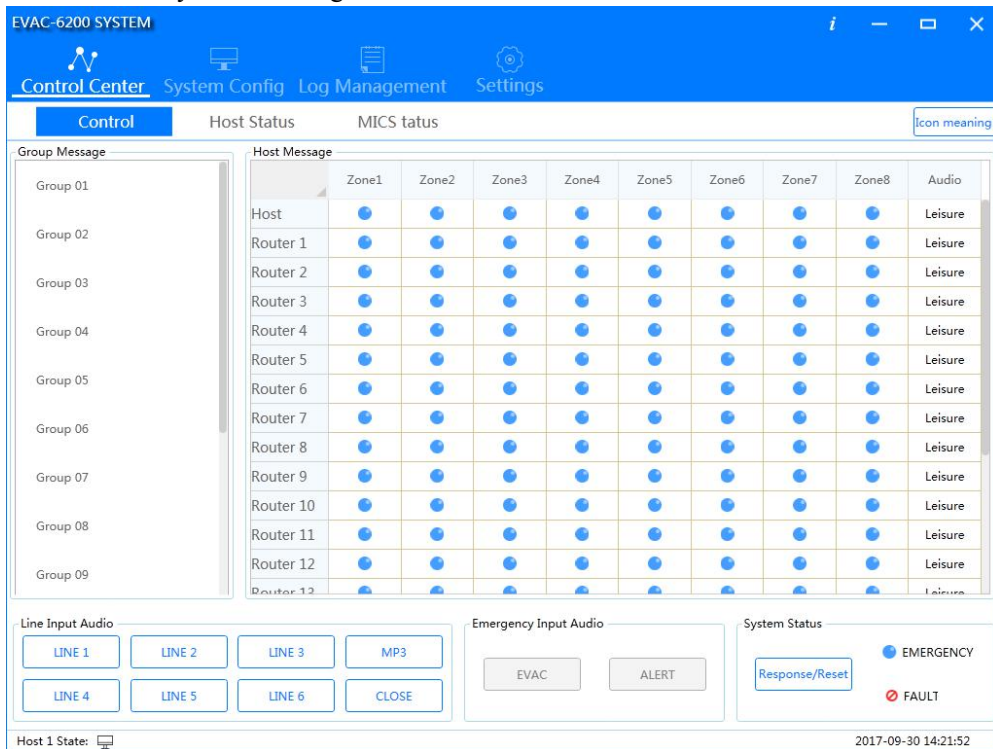 EVAC-6200 SYSTEM
i
Control Center System Config Log Management Settings
Control Host Status MICS tatus Icon meaning
Group Message
Group 01
Group 02
Group 03
Group 04
Group 05
Group 06
Group 07
Group 08
Group 09
Host Message
Zone1 Zone2 Zone3 Zone4 Zone5 Zone6 Zone7 Zone8 Audio
Host Leisure
Router 1 Leisure
Router 2 Leisure
Router 3 Leisure
Router 4 Leisure
Router 5 Leisure
Router 6 Leisure
Router 7 Leisure
Router 8 Leisure
Router 9 Leisure
Router 10 Leisure
Router 11 Leisure
Router 12 Leisure
Router 13 Leisure
Line Input Audio
LINE 1 LINE 2 LINE 3 MP3
LINE 4 LINE 5 LINE 6 CLOSE
Emergency Input Audio
EVAC ALERT
System Status
Response/Reset
EMERGENCY
FAULT
Host 1 State: 2017-09-30 14:21:52